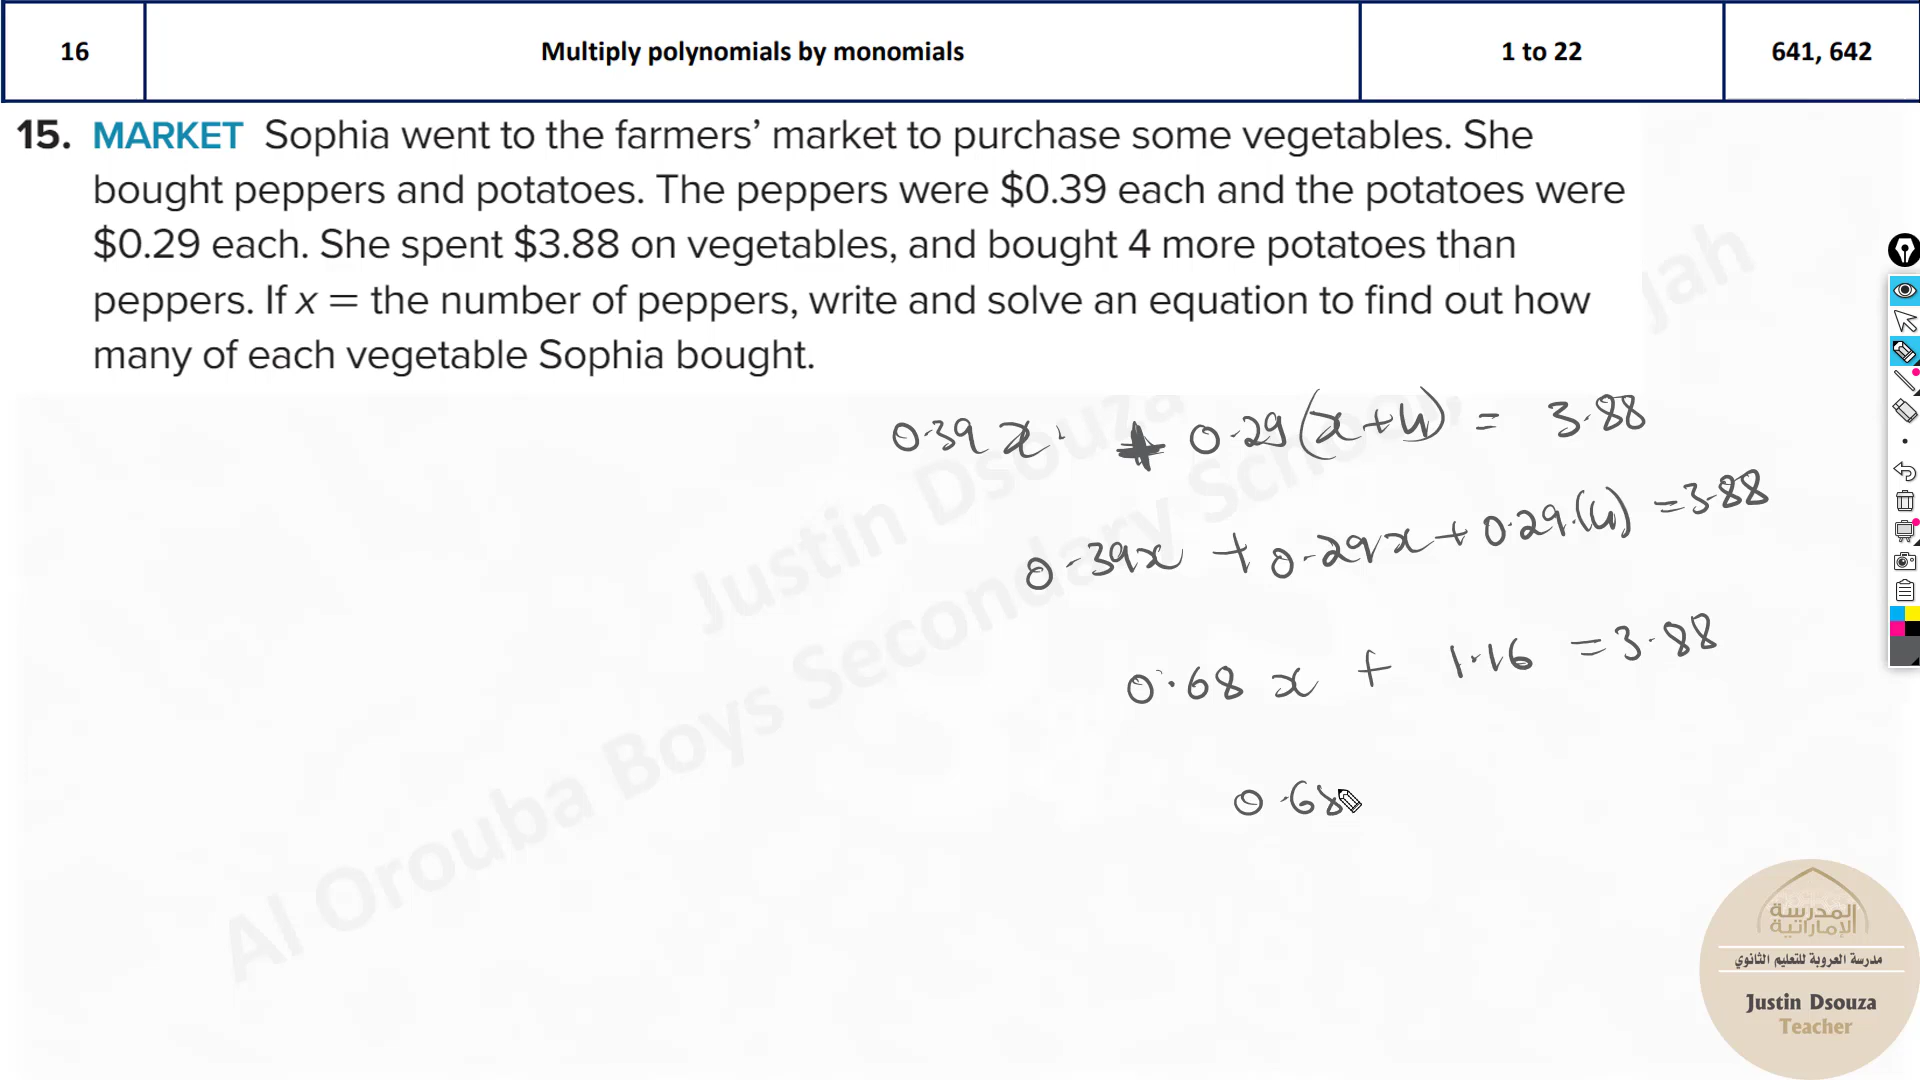 16 Multiply polynomials by monomials 1 to 22 641, 642
15. MARKET Sophia went to the farmers’ market to purchase some vegetables. She
bought peppers and potatoes. The peppers were $0.39 each and the potatoes were
$0.29 each. She spent $3.88 on vegetables, and bought 4 more potatoes than
peppers. If x = the number of peppers, write and solve an equation to find out how
many of each vegetable Sophia bought.
0.39x + 0.29(x+4) = 3.88
0.39x + 0.29x + 0.29.(4) = 3.88
0.68x + 1.16 = 3.88
0.68
Justin Dsouza
Al Orouba Boys Secondary School,
jah
المدرسة
الإماراتية
مدرسة العروبة للتعليم الثانوي
Justin Dsouza
Teacher